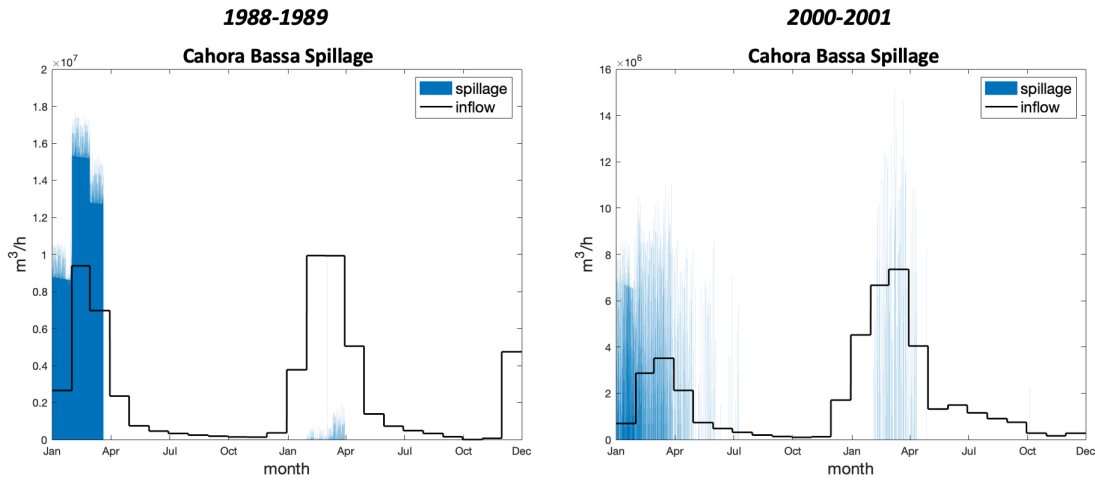 1988-1989
Cahora Bassa Spillage
×10⁷
2
1.8
1.6
1.4
1.2
1
0.8
0.6
0.4
0.2
0
m³/h
spillage
inflow
Jan Apr Jul Oct Jan Apr Jul Oct Dec
month
2000-2001
Cahora Bassa Spillage
×10⁶
16
14
12
10
8
6
4
2
0
m³/h
spillage
inflow
Jan Apr Jul Oct Jan Apr Jul Oct Dec
month